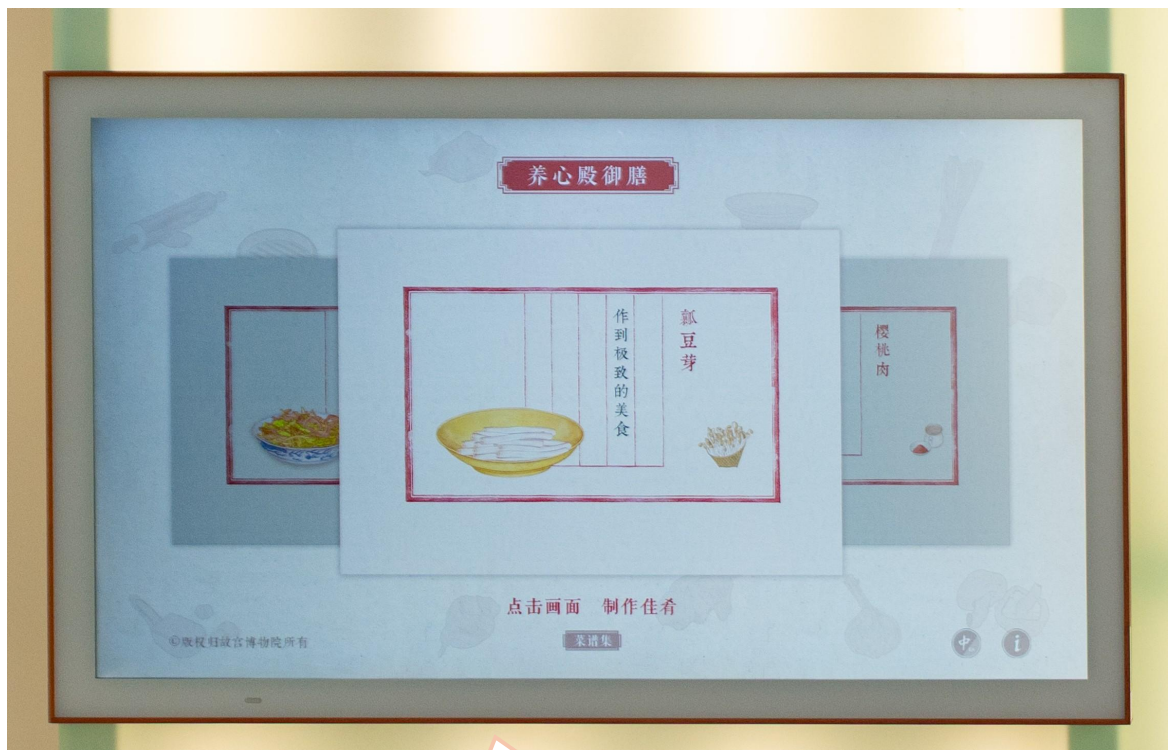 养心殿御膳
瓤豆芽
作到极致的美食
樱桃肉
点击画面 制作佳肴
菜谱集
©版权归故宫博物院所有
中
i